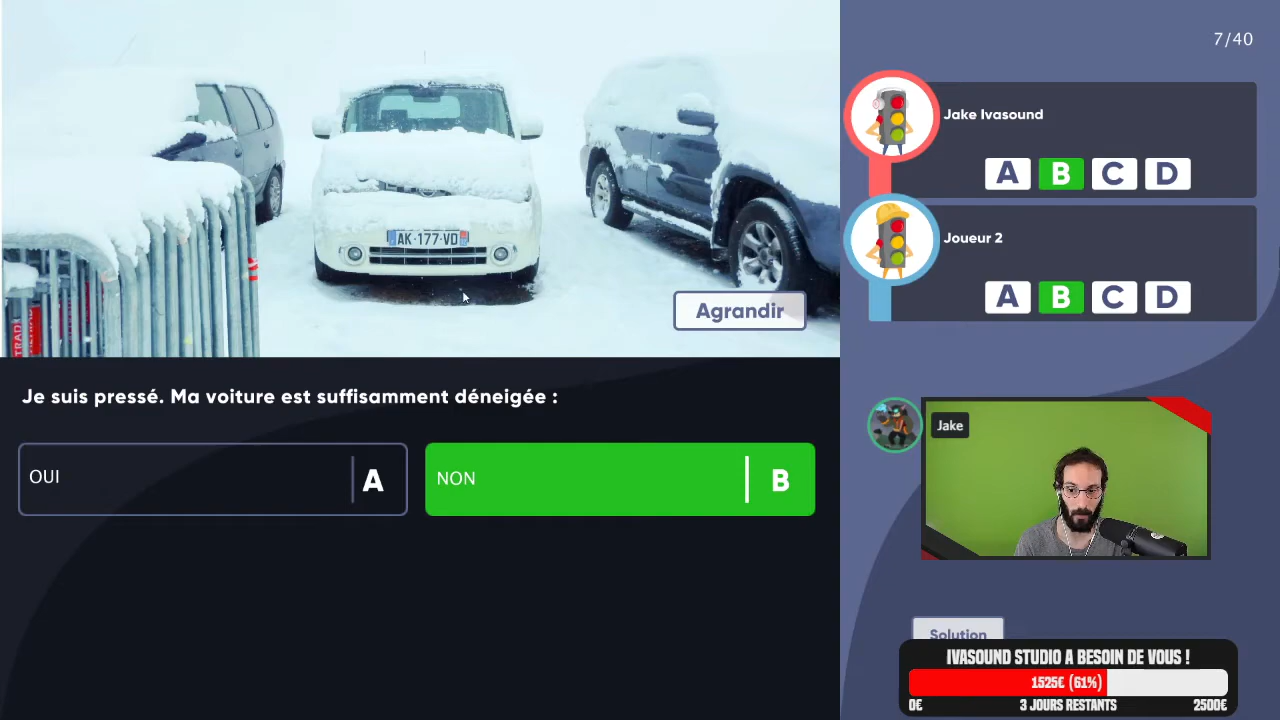 7/40
Jake Ivasound
A B C D
Joueur 2
A B C D
AK-177-VD
TRADI
Agrandir
Je suis pressé. Ma voiture est suffisamment déneigée :
OUI A
NON B
Jake
Solution
IVASOUND STUDIO A BESOIN DE VOUS !
1525€ (61%)
0€ 3 JOURS RESTANTS 2500€